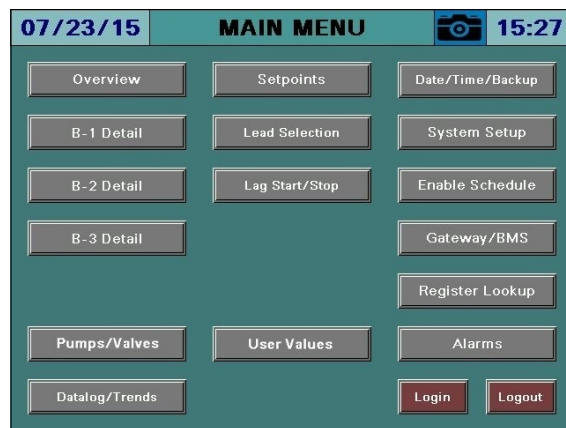 07/23/15 MAIN MENU 15:27
Overview Setpoints Date/Time/Backup
B-1 Detail Lead Selection System Setup
B-2 Detail Lag Start/Stop Enable Schedule
B-3 Detail Gateway/BMS
Register Lookup
Pumps/Valves User Values Alarms
Datalog/Trends Login Logout